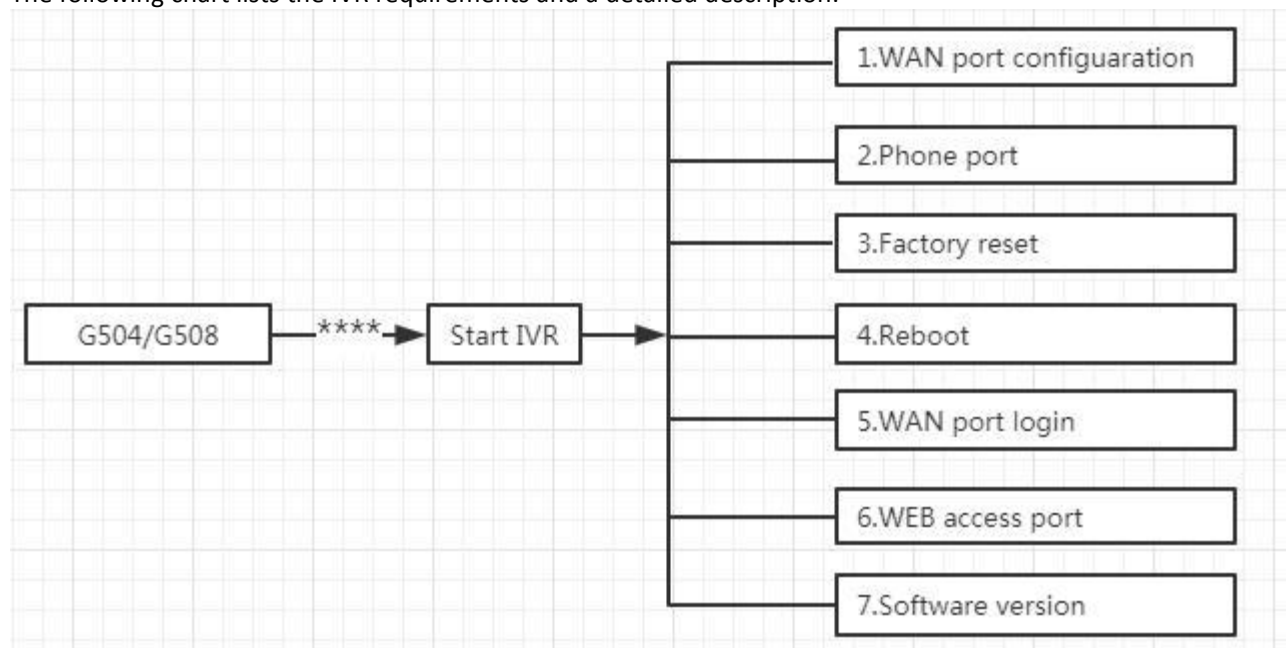 The following chart lists the IVR requirements and a detailed description.
1.WAN port configuaration
2.Phone port
3.Factory reset
G504/G508
****
Start IVR
4.Reboot
5.WAN port login
6.WEB access port
7.Software version